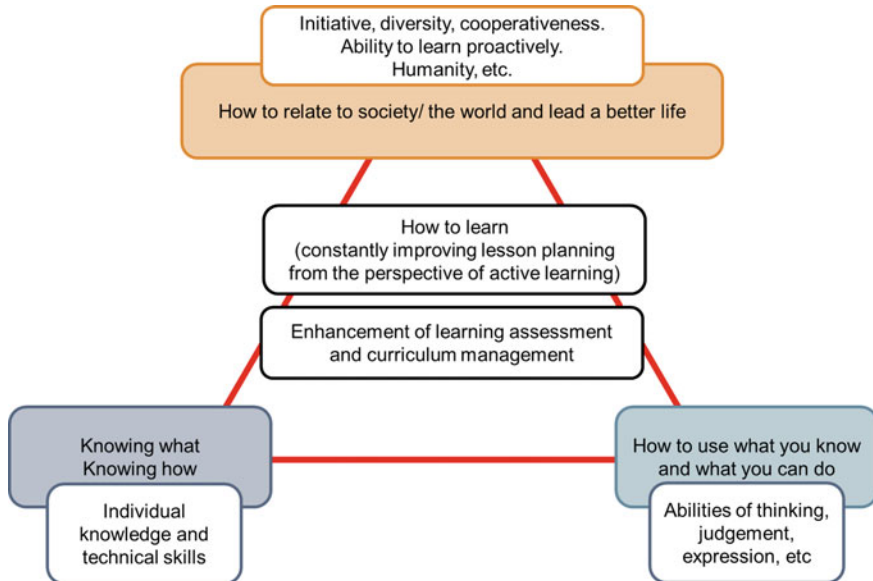 Initiative, diversity, cooperativeness.
Ability to learn proactively.
Humanity, etc.
How to relate to society/ the world and lead a better life
How to learn
(constantly improving lesson planning
from the perspective of active learning)
Enhancement of learning assessment
and curriculum management
Knowing what
Knowing how
Individual
knowledge and
technical skills
How to use what you know
and what you can do
Abilities of thinking,
judgement,
expression, etc